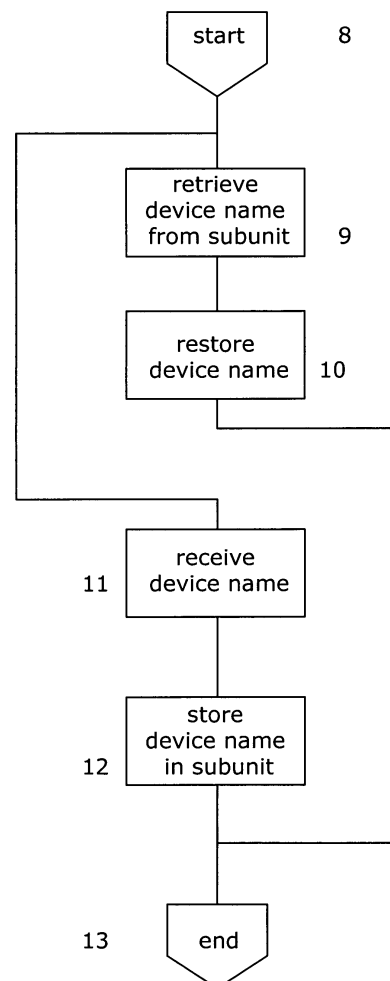 start 8
retrieve
device name
from subunit 9
restore
device name 10
receive
11 device name
store
device name
12 in subunit
13 end